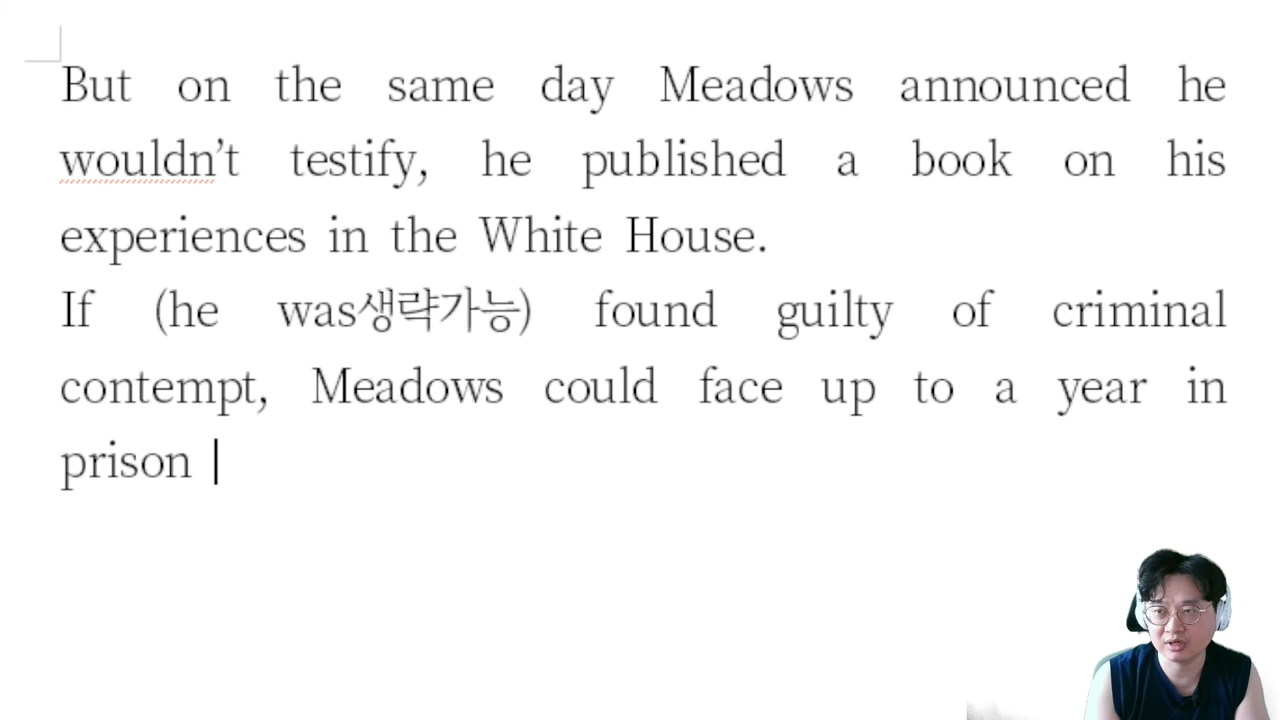 But on the same day Meadows announced he
wouldn’t testify, he published a book on his
experiences in the White House.
If (he was생략가능) found guilty of criminal
contempt, Meadows could face up to a year in
prison